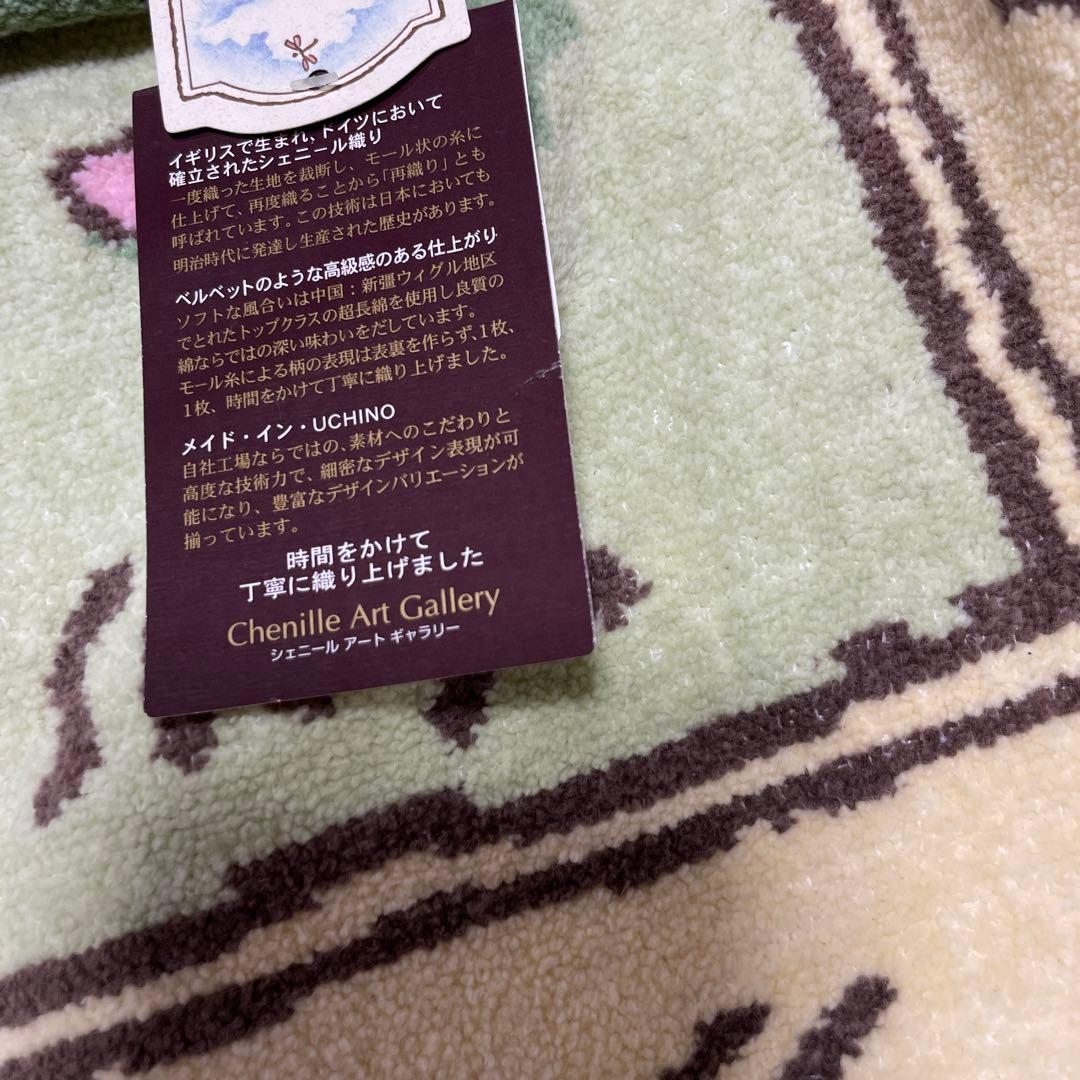 イギリスで生まれ、ドイツにおいて
確立されたシェニール織り
一度織った生地を裁断し、モール状の糸に
仕上げて、再度織ることから「再織り」とも
呼ばれています。この技術は日本においても
明治時代に発達し生産された歴史があります。
ベルベットのような高級感のある仕上がり
ソフトな風合いは中国：新疆ウィグル地区
でとれたトップクラスの超長綿を使用し良質の
綿ならではの深い味わいをだしています。
モール糸による柄の表現は表裏を作らず、1枚、
1枚、時間をかけて丁寧に織り上げました。
メイド・イン・UCHINO
自社工場ならではの、素材へのこだわりと
高度な技術力で、細密なデザイン表現が可
能になり、豊富なデザインバリエーションが
揃っています。
時間をかけて
丁寧に織り上げました
Chenille Art Gallery
シェニール アート ギャラリー